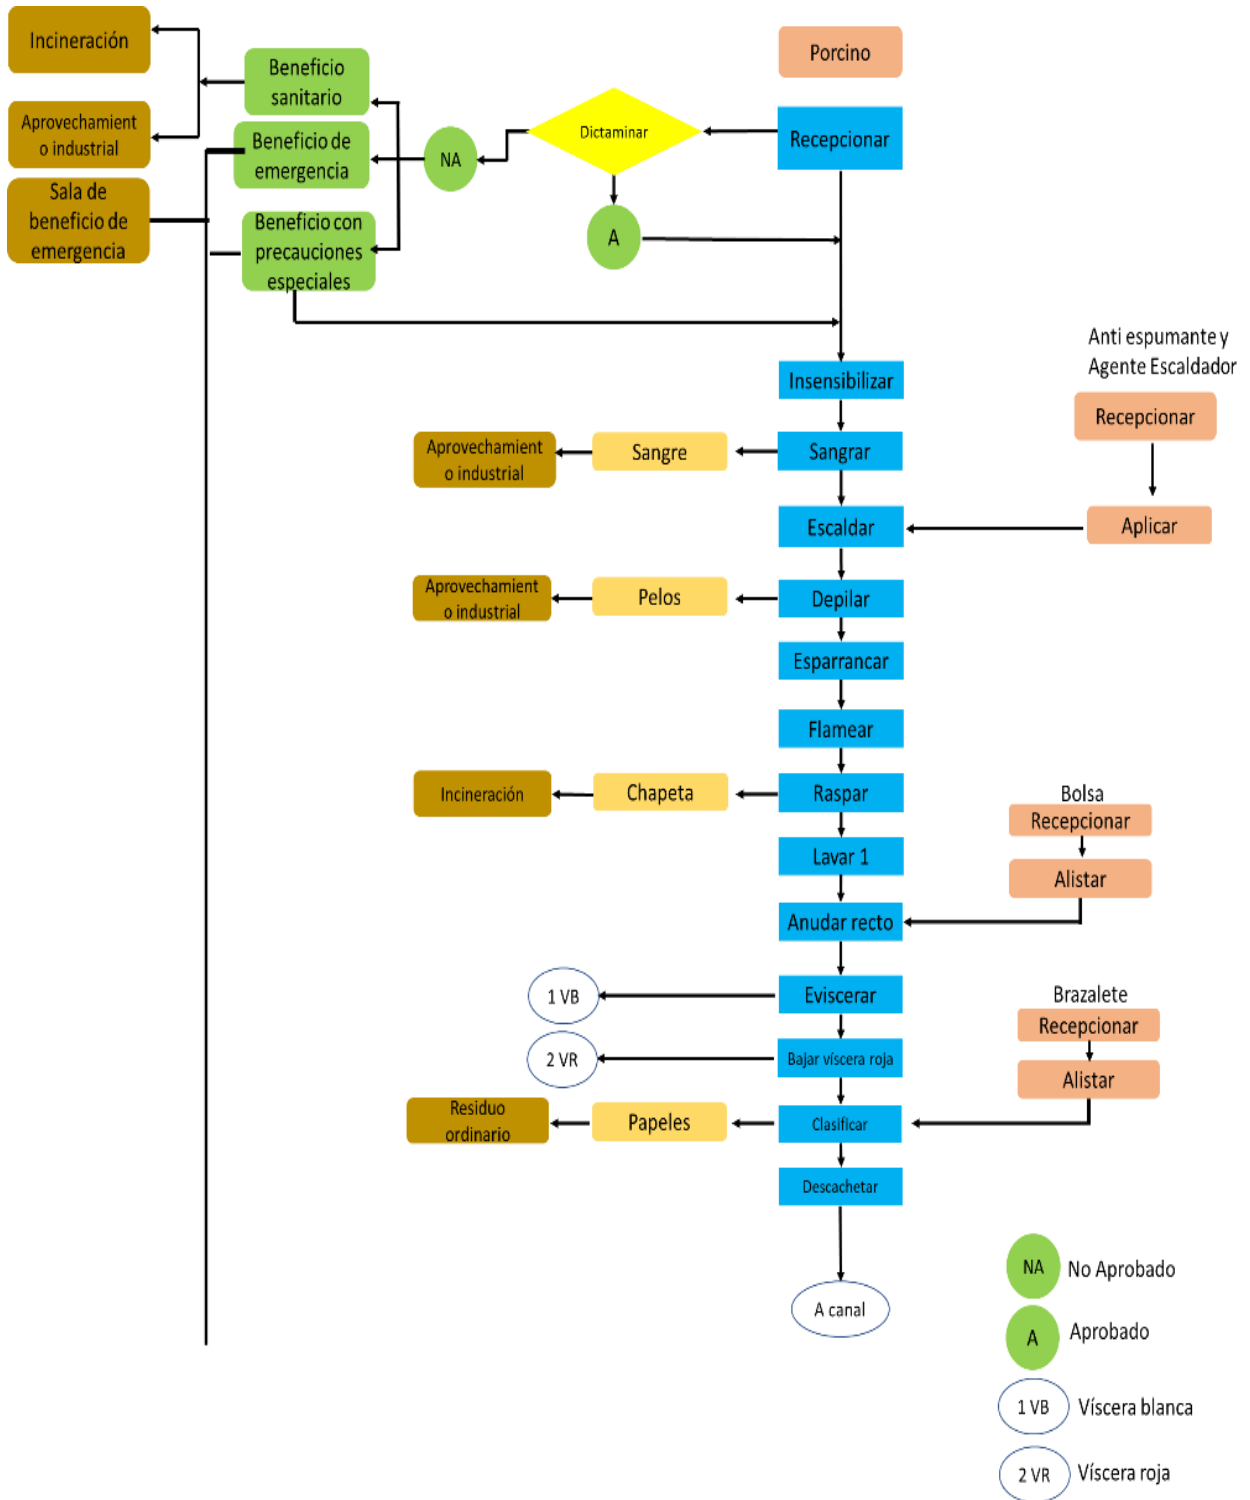 Incineración
Porcino
Beneficio
sanitario
Aprovechamient
o industrial
Dictaminar
Recepcionar
Beneficio de
emergencia
NA
Sala de
beneficio de
emergencia
Beneficio con
precauciones
especiales
A
Anti espumante y
Agente Escaldador
Insensibilizar
Recepcionar
Aprovechamient
o industrial
Sangre
Sangrar
Escaldar
Aplicar
Aprovechamient
o industrial
Pelos
Depilar
Esparrancar
Flamear
Incineración
Chapeta
Raspar
Bolsa
Recepcionar
Lavar 1
Alistar
Anudar recto
1 VB
Eviscerar
Brazalete
Recepcionar
2 VR
Bajar víscera roja
Alistar
Residuo
ordinario
Papeles
Clasificar
Descachetar
NA
No Aprobado
A canal
A
Aprobado
1 VB
Víscera blanca
2 VR
Víscera roja